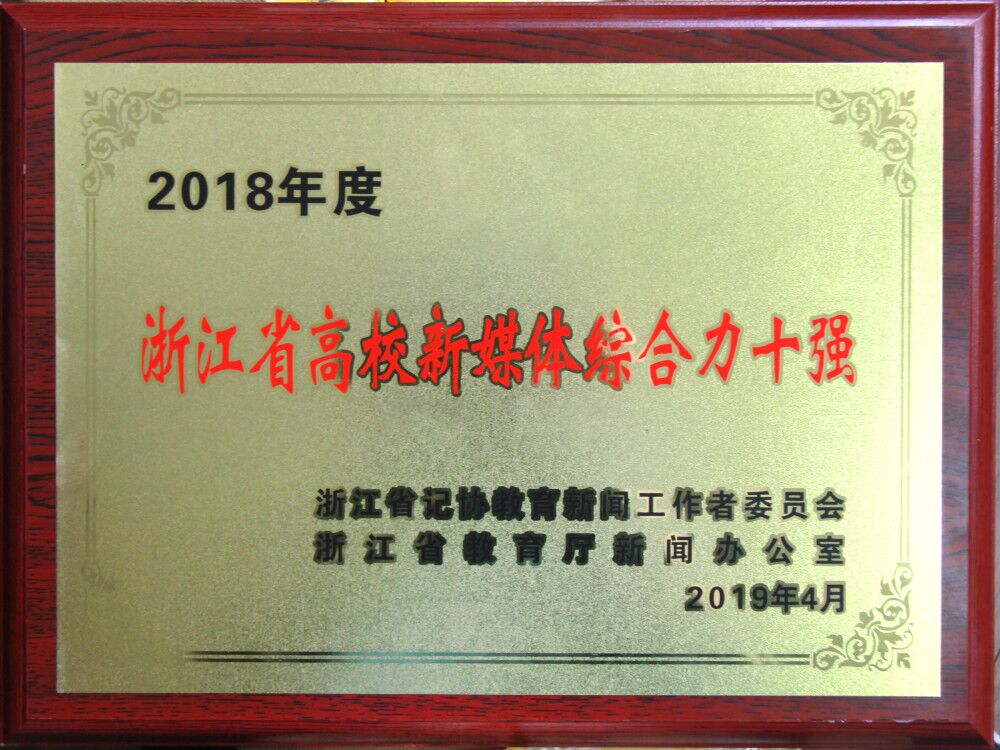 2018年度
浙江省高校新媒体综合力十强
浙江省记协教育新闻工作者委员会
浙江省教育厅新闻办公室
2019年4月